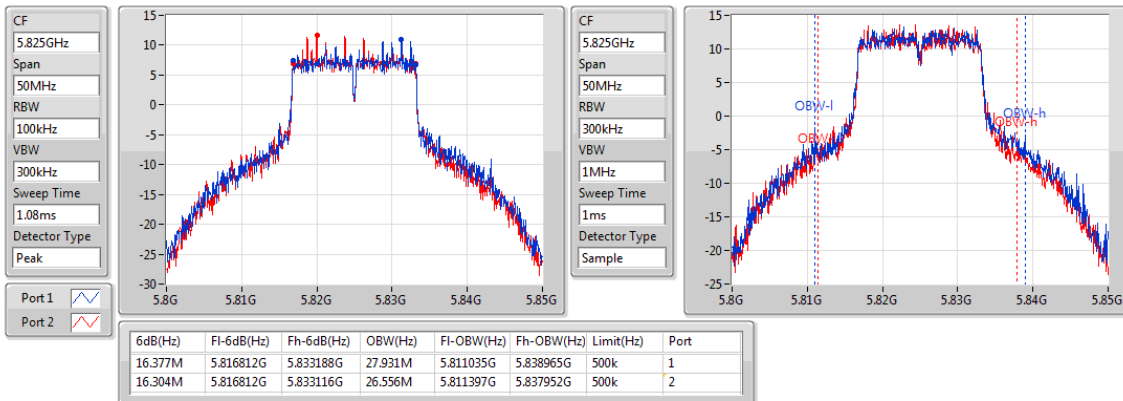 CF
5.825GHz
Span
50MHz
RBW
100kHz
VBW
300kHz
Sweep Time
1.08ms
Detector Type
Peak
Port 1
Port 2
15
10
5
0
-5
-10
-15
-20
-25
-30
5.8G 5.81G 5.82G 5.83G 5.84G 5.85G
CF
5.825GHz
Span
50MHz
RBW
300kHz
VBW
1MHz
Sweep Time
1ms
Detector Type
Sample
15
10
5
0
-5
-10
-15
-20
-25
OBW-l
OBW-h
OBW-h
5.8G 5.81G 5.82G 5.83G 5.84G 5.85G
6dB(Hz) Fl-6dB(Hz) Fh-6dB(Hz) OBW(Hz) Fl-OBW(Hz) Fh-OBW(Hz) Limit(Hz) Port
16.377M 5.816812G 5.833188G 27.931M 5.811035G 5.838965G 500k 1
16.304M 5.816812G 5.833116G 26.556M 5.811397G 5.837952G 500k 2